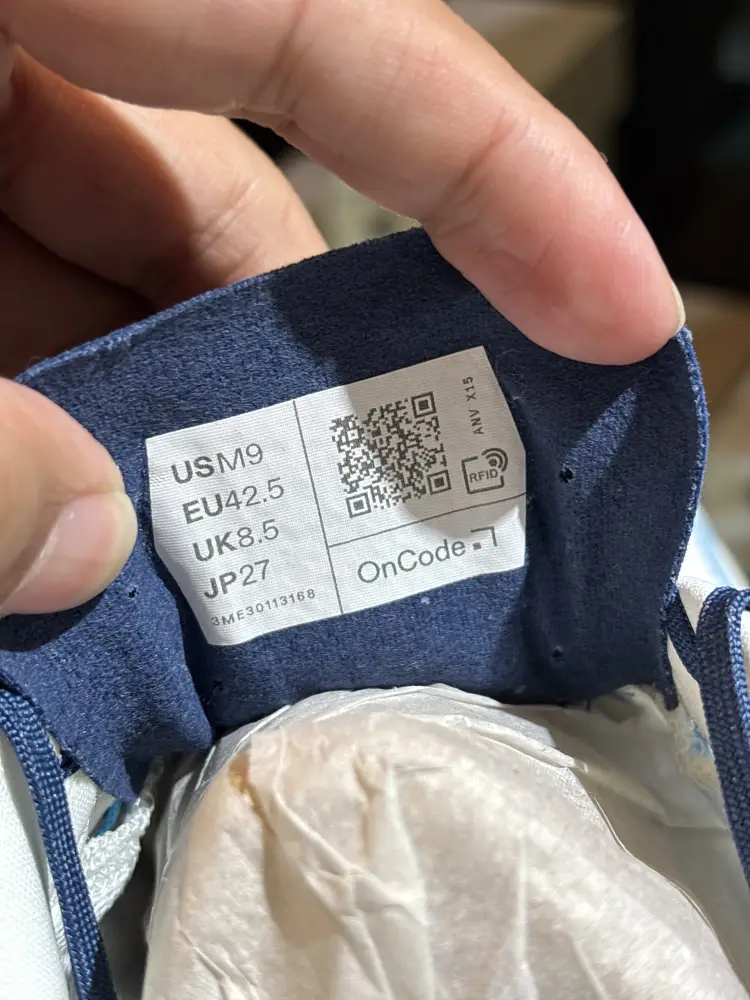 USM9
EU42.5
UK8.5
JP27
3ME30113168
ANV X15
RFID
OnCode